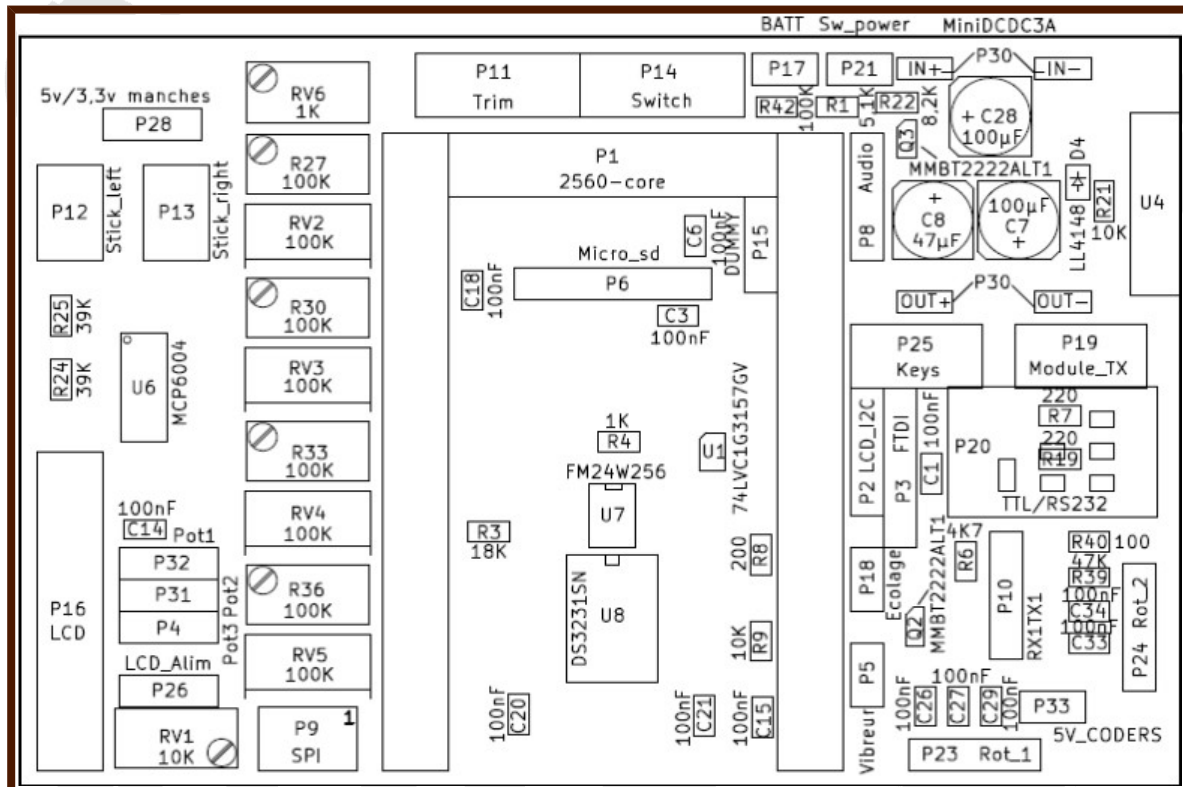 BATT Sw_power MiniDCDC3A
P11
Trim
P14
Switch
P17
P21
IN+
P30
IN-
R42
100K
R1
5,1K
R22
8,2K
+ C28
100µF
5v/3,3v manches
P28
RV6
1K
R27
100K
P12
Stick_left
P13
Stick_right
RV2
100K
P1
2560-core
Audio
P8
Q3
MMBT2222ALT1
D4
LL4148
R21
10K
U4
+
C8
47µF
100µF
C7
+
C6
100nF
DUMMY
P15
Micro_sd
P6
C18
100nF
C3
100nF
OUT+
P30
OUT-
R25
39K
R24
39K
U6
MCP6004
R30
100K
RV3
100K
R33
100K
RV4
100K
R36
100K
RV5
100K
P25
Keys
P19
Module_TX
1K
R4
U1
74LVC1G3157GV
FM24W256
U7
R3
18K
DS3231SN
U8
200
R8
10K
R9
P2 LCD_I2C
P3 FTDI
C1
100nF
P20
220
R7
220
R19
TTL/RS232
100nF
C14
Pot1
P32
P31
Pot2
P4
Pot3
P16
LCD
LCD_Alim
P26
RV1
10K
P9
SPI
1
100nF
C20
100nF
C21
100nF
C15
P18
Ecolage
P5
Vibreur
Q2
MMBT2222ALT1
4K7
R6
P10
RX1TX1
R40 100
47K
R39
100nF
C34
100nF
C33
P24 Rot_2
100nF
C26
100nF
C27
C29
100nF
P33
5V_CODERS
P23 Rot_1